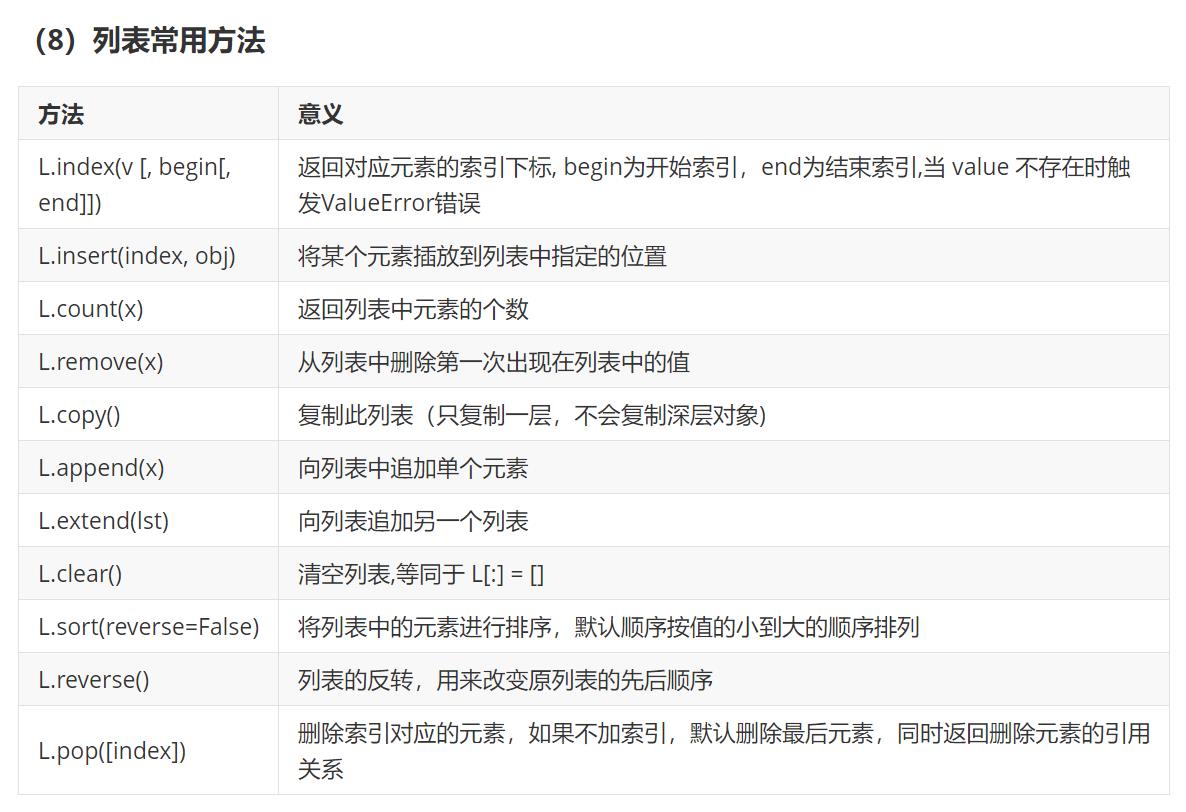 （8）列表常用方法
方法
意义
L.index(v [, begin[,
end]])
返回对应元素的索引下标, begin为开始索引，end为结束索引,当 value 不存在时触
发ValueError错误
L.insert(index, obj)
将某个元素插放到列表中指定的位置
L.count(x)
返回列表中元素的个数
L.remove(x)
从列表中删除第一次出现在列表中的值
L.copy()
复制此列表（只复制一层，不会复制深层对象)
L.append(x)
向列表中追加单个元素
L.extend(lst)
向列表追加另一个列表
L.clear()
清空列表,等同于 L[:] = []
L.sort(reverse=False)
将列表中的元素进行排序，默认顺序按值的小到大的顺序排列
L.reverse()
列表的反转，用来改变原列表的先后顺序
L.pop([index])
删除索引对应的元素，如果不加索引，默认删除最后元素，同时返回删除元素的引用
关系